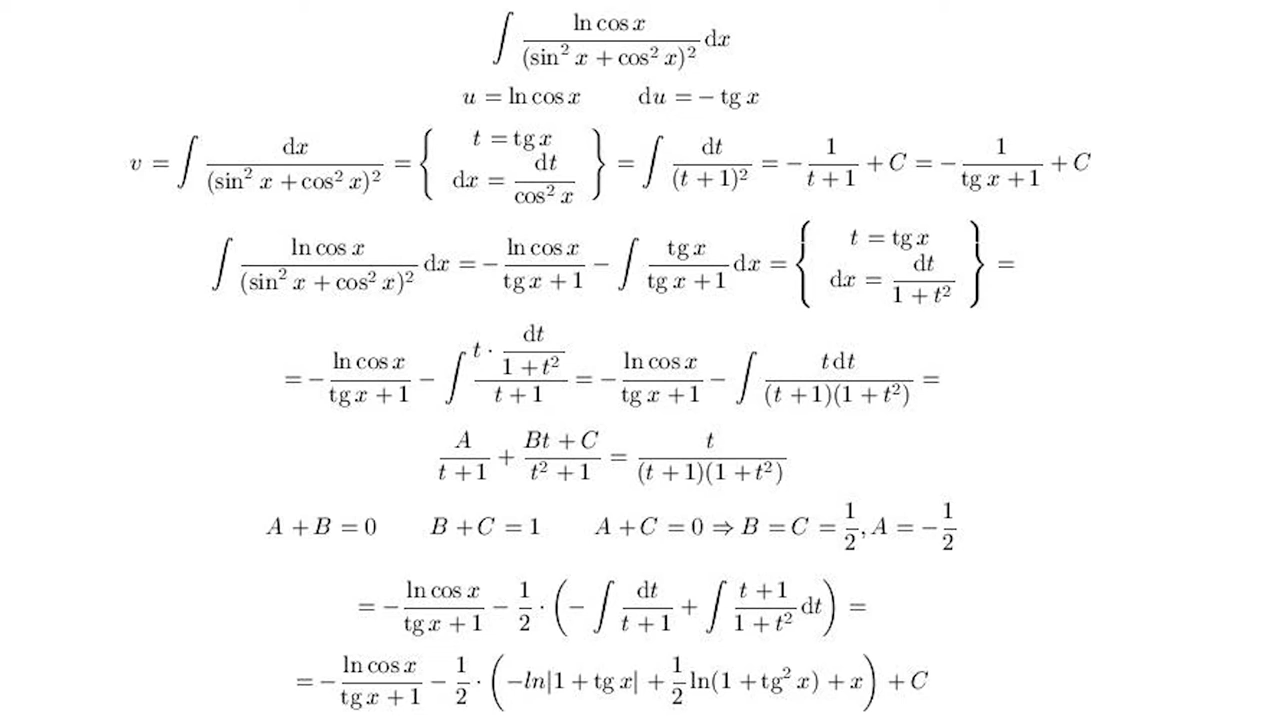 ∫ ln cos x / (sin² x + cos² x)² dx
u = ln cos x du = − tg x
v = ∫ dx / (sin² x + cos² x)² = { t = tg x dx = dt / cos² x } = ∫ dt / (t + 1)² = − 1 / (t + 1) + C = − 1 / (tg x + 1) + C
∫ ln cos x / (sin² x + cos² x)² dx = − ln cos x / (tg x + 1) − ∫ tg x / (tg x + 1) dx = { t = tg x dx = dt / (1 + t²) } =
= − ln cos x / (tg x + 1) − ∫ (t · dt / (1 + t²)) / (t + 1) = − ln cos x / (tg x + 1) − ∫ t dt / ((t + 1)(1 + t²)) =
A / (t + 1) + (Bt + C) / (t² + 1) = t / ((t + 1)(1 + t²))
A + B = 0 B + C = 1 A + C = 0 ⇒ B = C = 1/2, A = − 1/2
= − ln cos x / (tg x + 1) − 1/2 · (− ∫ dt / (t + 1) + ∫ (t + 1) / (1 + t²) dt) =
= − ln cos x / (tg x + 1) − 1/2 · (−ln|1 + tg x| + 1/2 ln(1 + tg² x) + x) + C